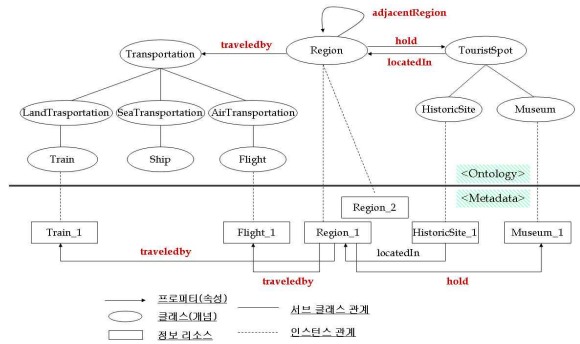 adjacentRegion
Transportation
traveledby
Region
hold
locatedIn
TouristSpot
LandTrasportation
SeaTransportation
AirTransportation
HistoricSite
Museum
Train
Ship
Flight
<Ontology>
<Metadata>
Region_2
Train_1
Flight_1
Region_1
HistoricSite_1
Museum_1
traveledby
locatedIn
traveledby
hold
프로퍼티(속성)
서브 클래스 관계
클래스(개념)
인스턴스 관계
정보 리소스